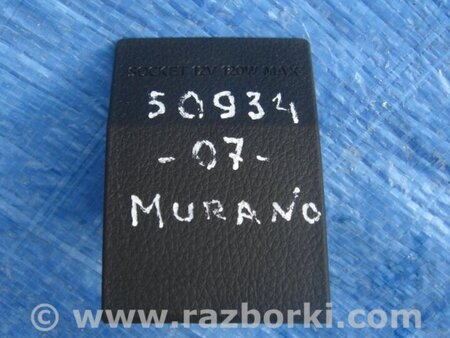 SOCKET 12V 120W MAX
50934
-07-
MURANO
© www.razborki.com